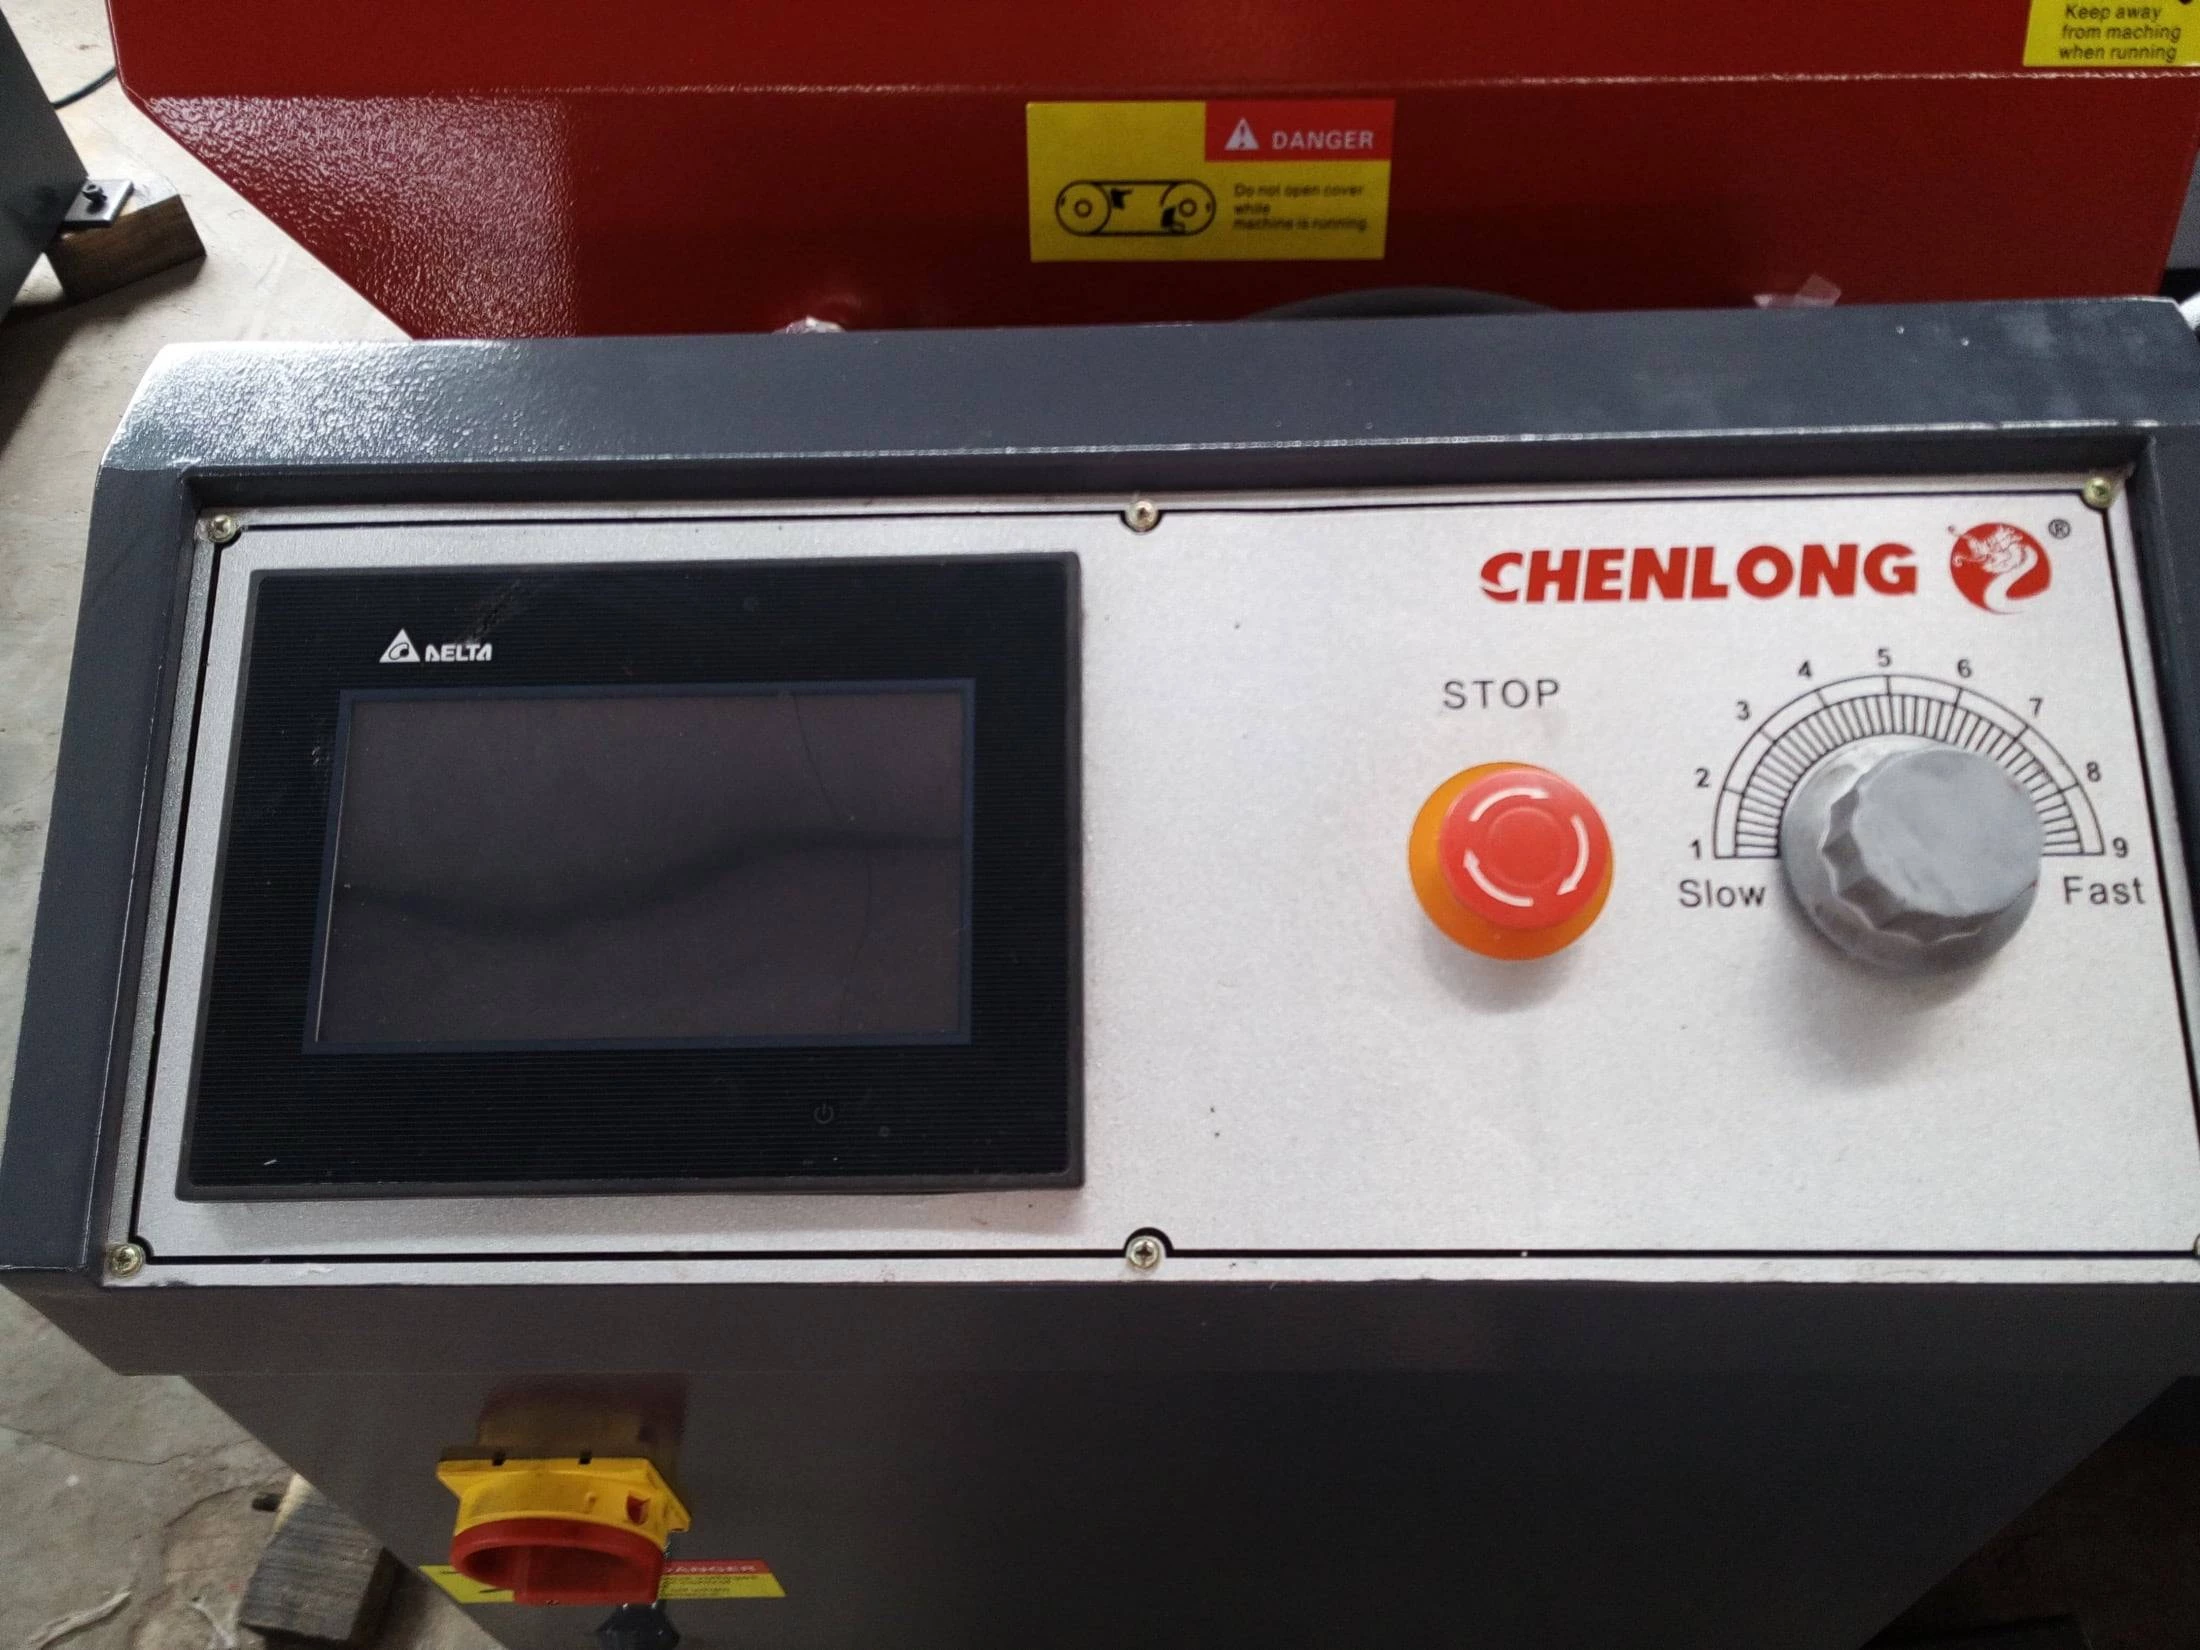 Keep away
from maching
when running
DANGER
Do not open cover
while
machine is running
CHENLONG ®
DELTA
STOP
1 2 3 4 5 6 7 8 9
Slow
Fast
DANGER